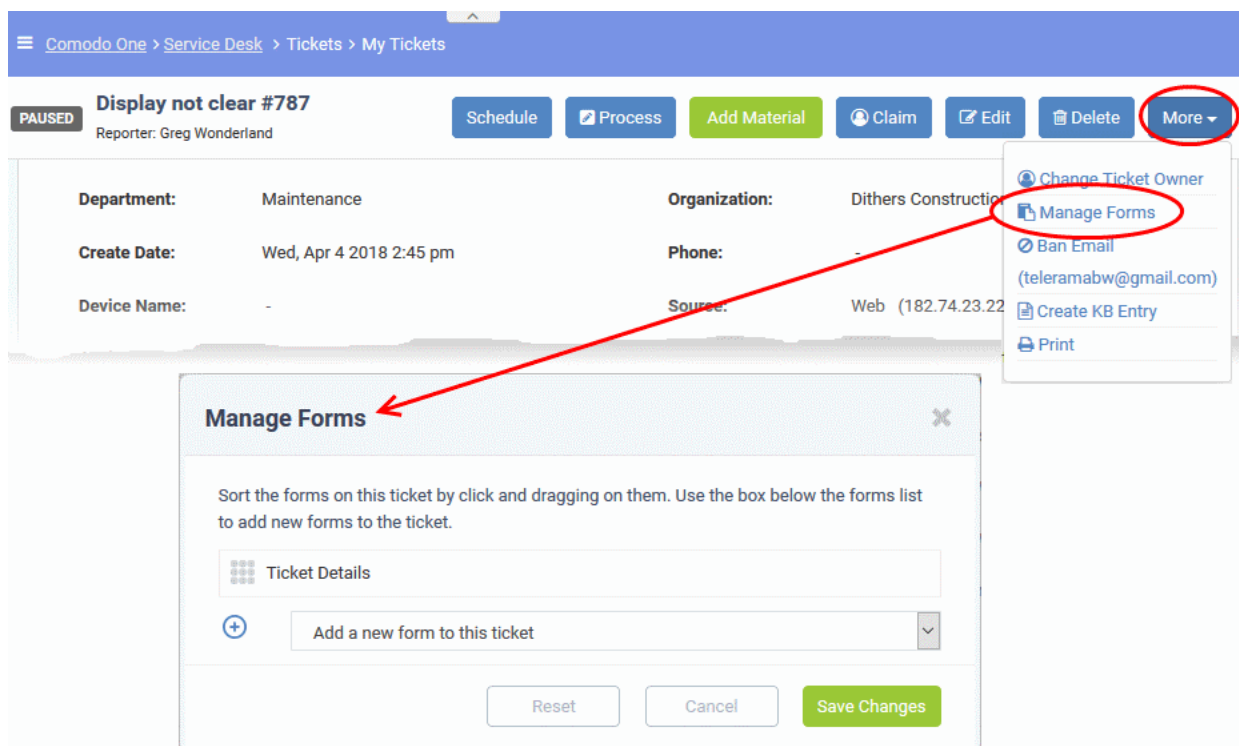 Comodo One > Service Desk > Tickets > My Tickets
PAUSED
Display not clear #787
Reporter: Greg Wonderland
Schedule
Process
Add Material
Claim
Edit
Delete
More
Department: Maintenance
Organization: Dithers Construction
Create Date: Wed, Apr 4 2018 2:45 pm
Phone: -
Device Name: -
Source: Web (182.74.23.22
Change Ticket Owner
Manage Forms
Ban Email
(teleramabw@gmail.com)
Create KB Entry
Print
Manage Forms
Sort the forms on this ticket by click and dragging on them. Use the box below the forms list
to add new forms to the ticket.
Ticket Details
Add a new form to this ticket
Reset
Cancel
Save Changes